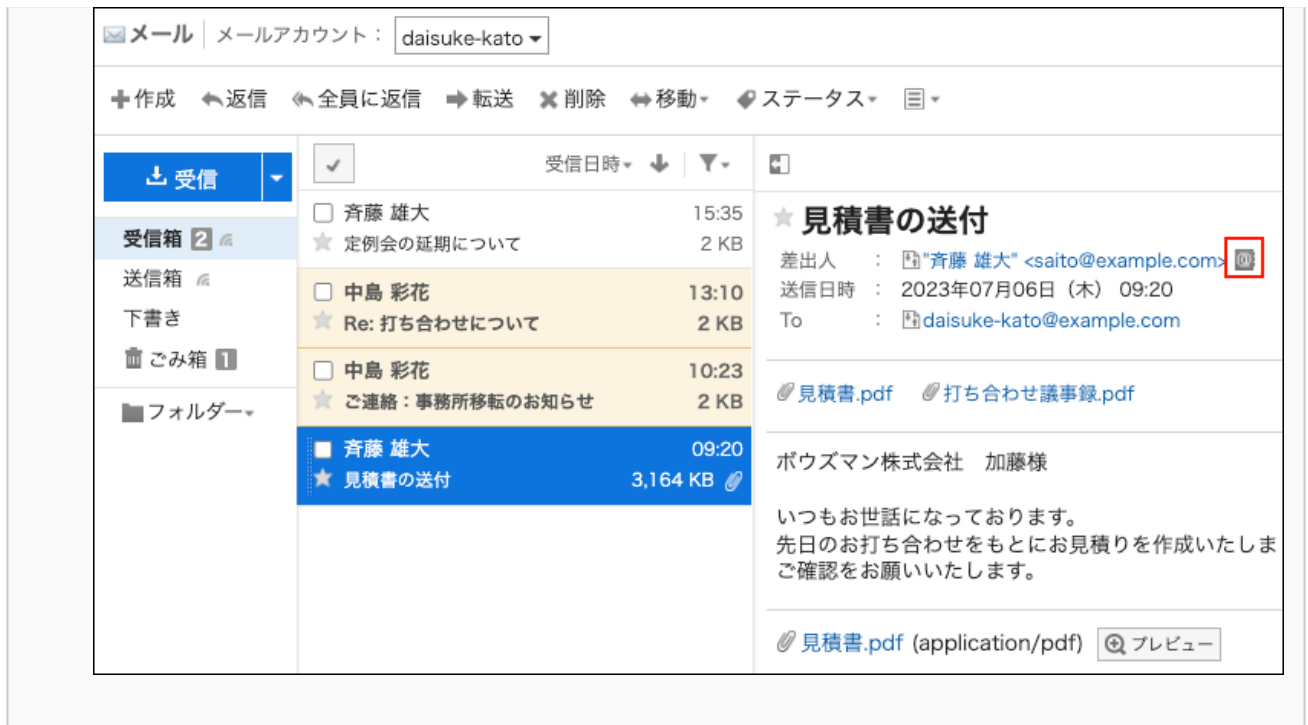 メール メールアカウント： daisuke-kato
作成 返信 全員に返信 転送 削除 移動 ステータス
受信
受信箱 2
送信箱
下書き
ごみ箱 1
フォルダー
受信日時
斉藤 雄大 15:35
定例会の延期について 2 KB
中島 彩花 13:10
Re: 打ち合わせについて 2 KB
中島 彩花 10:23
ご連絡：事務所移転のお知らせ 2 KB
斉藤 雄大 09:20
見積書の送付 3,164 KB
見積書の送付
差出人 ： "斉藤 雄大" <saito@example.com>
送信日時 ： 2023年07月06日（木） 09:20
To ： daisuke-kato@example.com
見積書.pdf 打ち合わせ議事録.pdf
ボウズマン株式会社　加藤様
いつもお世話になっております。
先日のお打ち合わせをもとにお見積りを作成いたしま
ご確認をお願いいたします。
見積書.pdf (application/pdf) プレビュー